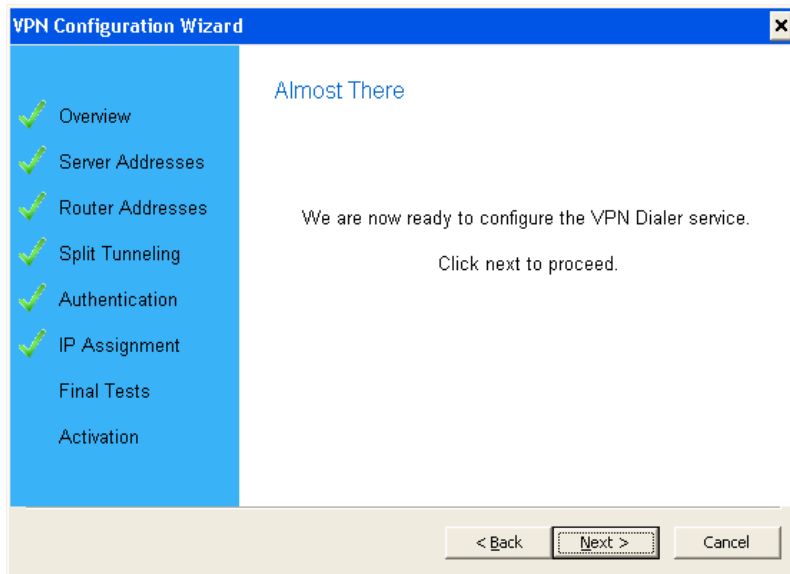 VPN Configuration Wizard
Overview
Server Addresses
Router Addresses
Split Tunneling
Authentication
IP Assignment
Final Tests
Activation
Almost There
We are now ready to configure the VPN Dialer service.
Click next to proceed.
< Back
Next >
Cancel